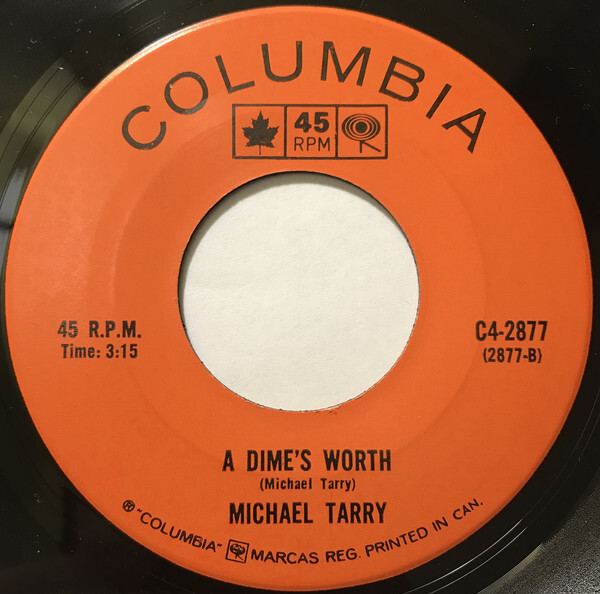 COLUMBIA
45
RPM
45 R.P.M.
Time: 3:15
C4-2877
(2877-B)
A DIME'S WORTH
(Michael Tarry)
MICHAEL TARRY
® "COLUMBIA" MARCAS REG. PRINTED IN CAN.